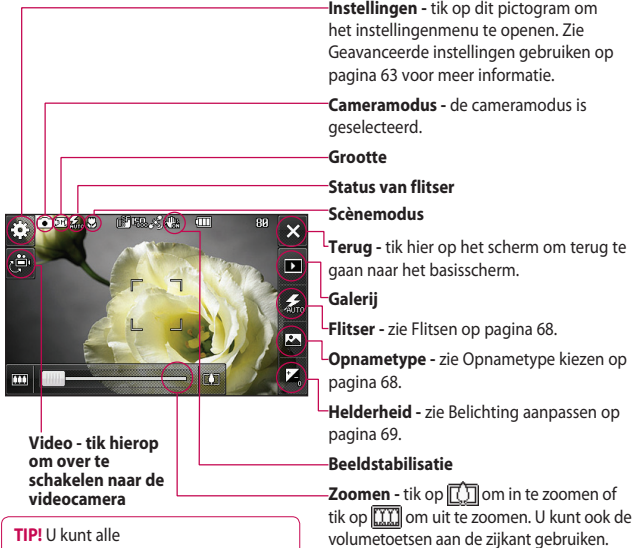 Instellingen - tik op dit pictogram om
het instellingenmenu te openen. Zie
Geavanceerde instellingen gebruiken op
pagina 63 voor meer informatie.
Cameramodus - de cameramodus is
geselecteerd.
Grootte
Status van flitser
Scènemodus
Terug - tik hier op het scherm om terug te
gaan naar het basisscherm.
Galerij
Flitser - zie Flitsen op pagina 68.
Opnametype - zie Opnametype kiezen op
pagina 68.
Helderheid - zie Belichting aanpassen op
pagina 69.
Beeldstabilisatie
Zoomen - tik op om in te zoomen of
tik op om uit te zoomen. U kunt ook de
volumetoetsen aan de zijkant gebruiken.
AUTO
ON
80
AUTO
0
Video - tik hierop
om over te
schakelen naar de
videocamera
TIP! U kunt alle